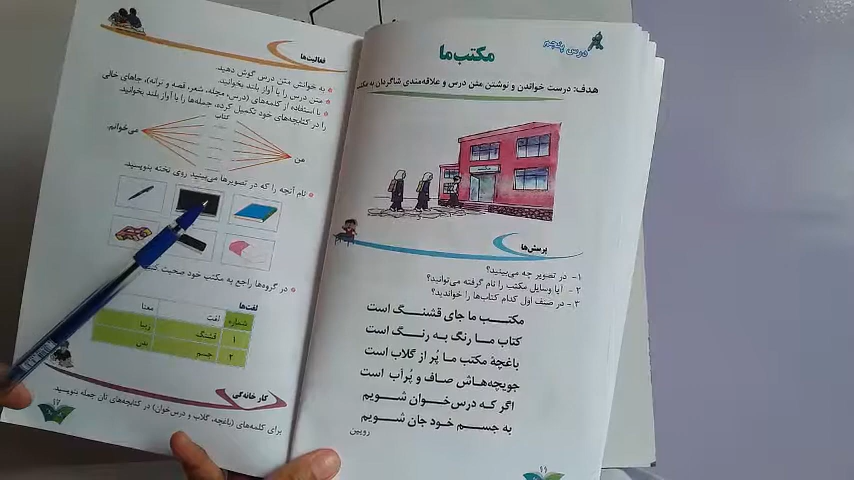 درس پنجم
مکتب ما
هدف: درست خواندن و نوشتن متن درس و علاقه‌مندی شاگردان به مکتب
پرسش‌ها
۱- در تصویر چه می‌بینید؟
۲- آیا وسایل مکتب را نام گرفته می‌توانید؟
۳- در صنف اول کدام کتاب‌ها را خواندید؟
مکتب ما جای قشنگ است
کتاب ما رنگ به رنگ است
باغچهٔ مکتب ما پُر از گلاب است
جویچه‌هاش صاف و پُرآب است
اگر که درس‌خوان شویم
به جسم خود جان شویم
رویین
۱۱
فعالیت‌ها
به خوانش متن درس گوش دهید.
متن درس را با آواز بلند بخوانید.
با استفاده از کلمه‌های (درس، مجله، شعر، قصه و ترانه)، جاهای خالی
را در کتابچه‌های خود تکمیل کرده، جمله‌ها را با آواز بلند بخوانید.
کتاب
من
می‌خوانم.
نام آنچه را که در تصویرها می‌بینید روی تخته بنویسید.
در گروه‌ها راجع به مکتب خود صحبت کنید.
لغت‌ها
شماره لغت معنا
۱ قشنگ زیبا
۲ جسم بدن
کار خانه‌گی
برای کلمه‌های (باغچه، گلاب و درس‌خوان) در کتابچه‌های تان جمله بنویسید.
۱۲